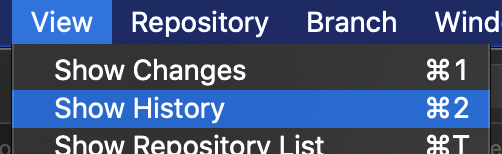 View Repository Branch Wind
Show Changes ⌘1
Show History ⌘2
Show Repository List ⌘T